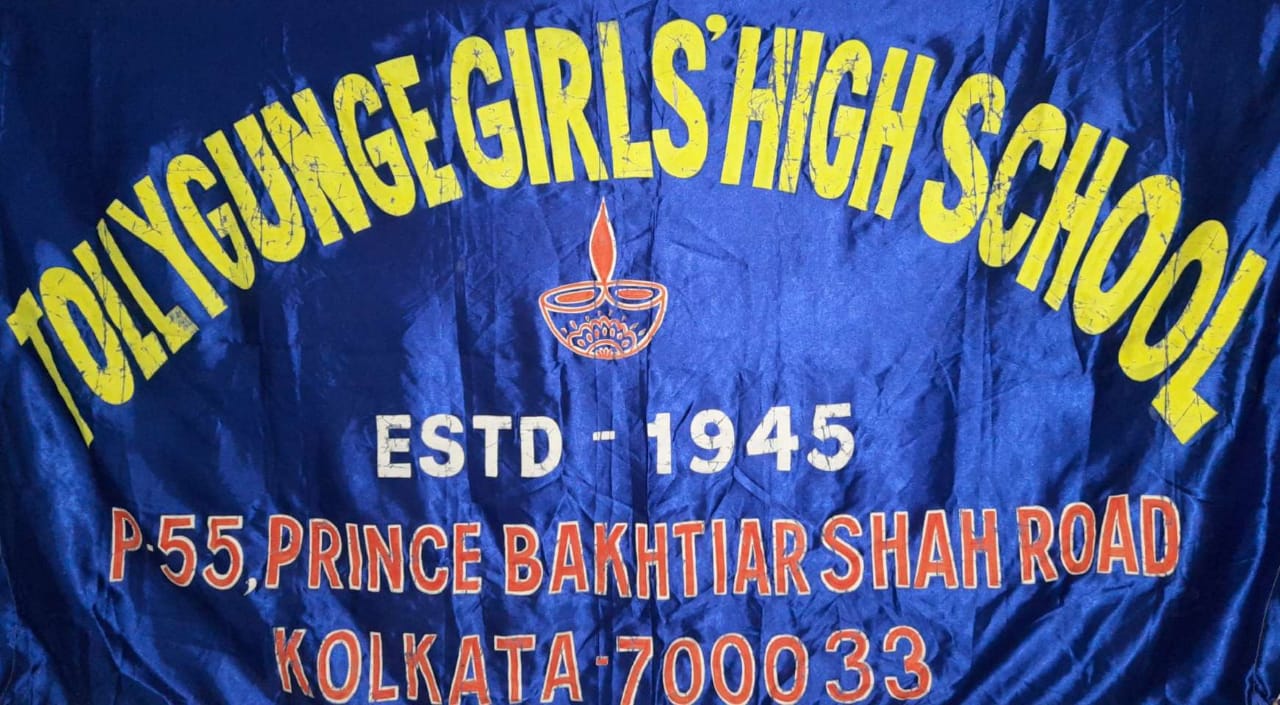 TOLLYGUNGE GIRLS' HIGH SCHOOL
ESTD - 1945
P-55, PRINCE BAKHTIAR SHAH ROAD
KOLKATA-700033